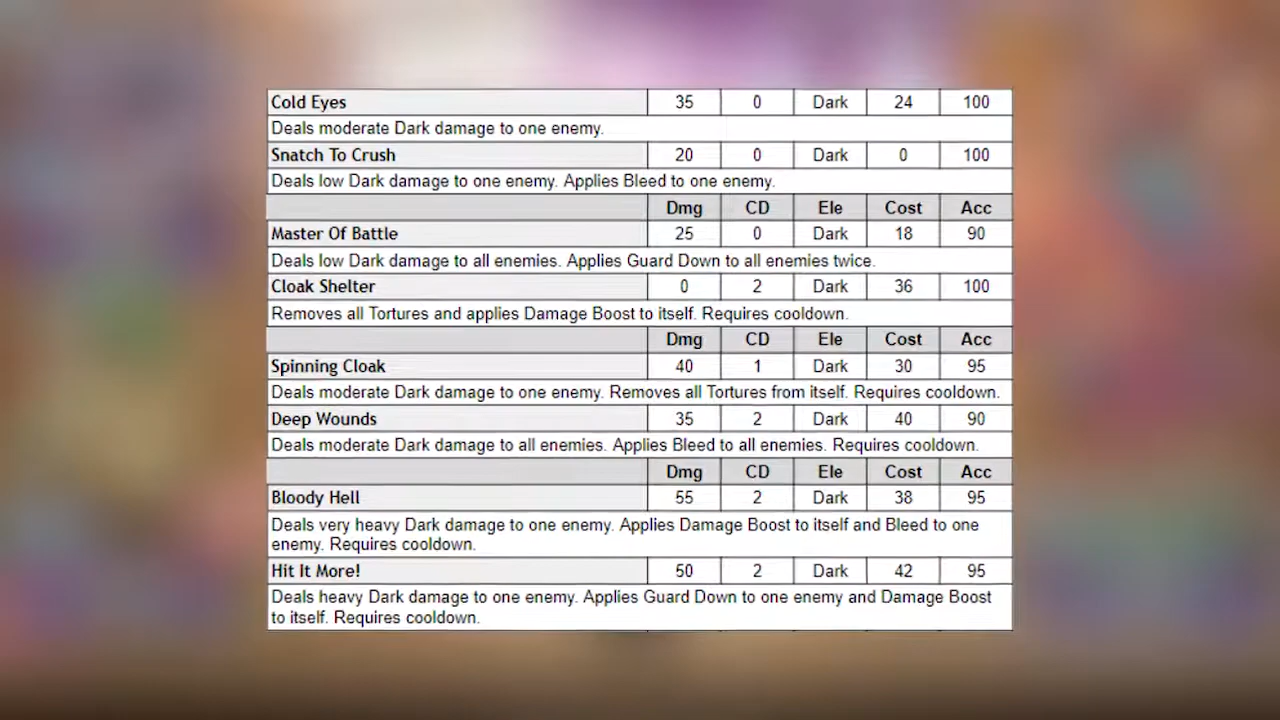 Cold Eyes 35 0 Dark 24 100
Deals moderate Dark damage to one enemy.
Snatch To Crush 20 0 Dark 0 100
Deals low Dark damage to one enemy. Applies Bleed to one enemy.
Dmg CD Ele Cost Acc
Master Of Battle 25 0 Dark 18 90
Deals low Dark damage to all enemies. Applies Guard Down to all enemies twice.
Cloak Shelter 0 2 Dark 36 100
Removes all Tortures and applies Damage Boost to itself. Requires cooldown.
Dmg CD Ele Cost Acc
Spinning Cloak 40 1 Dark 30 95
Deals moderate Dark damage to one enemy. Removes all Tortures from itself. Requires cooldown.
Deep Wounds 35 2 Dark 40 90
Deals moderate Dark damage to all enemies. Applies Bleed to all enemies. Requires cooldown.
Dmg CD Ele Cost Acc
Bloody Hell 55 2 Dark 38 95
Deals very heavy Dark damage to one enemy. Applies Damage Boost to itself and Bleed to one
enemy. Requires cooldown.
Hit It More! 50 2 Dark 42 95
Deals heavy Dark damage to one enemy. Applies Guard Down to one enemy and Damage Boost
to itself. Requires cooldown.